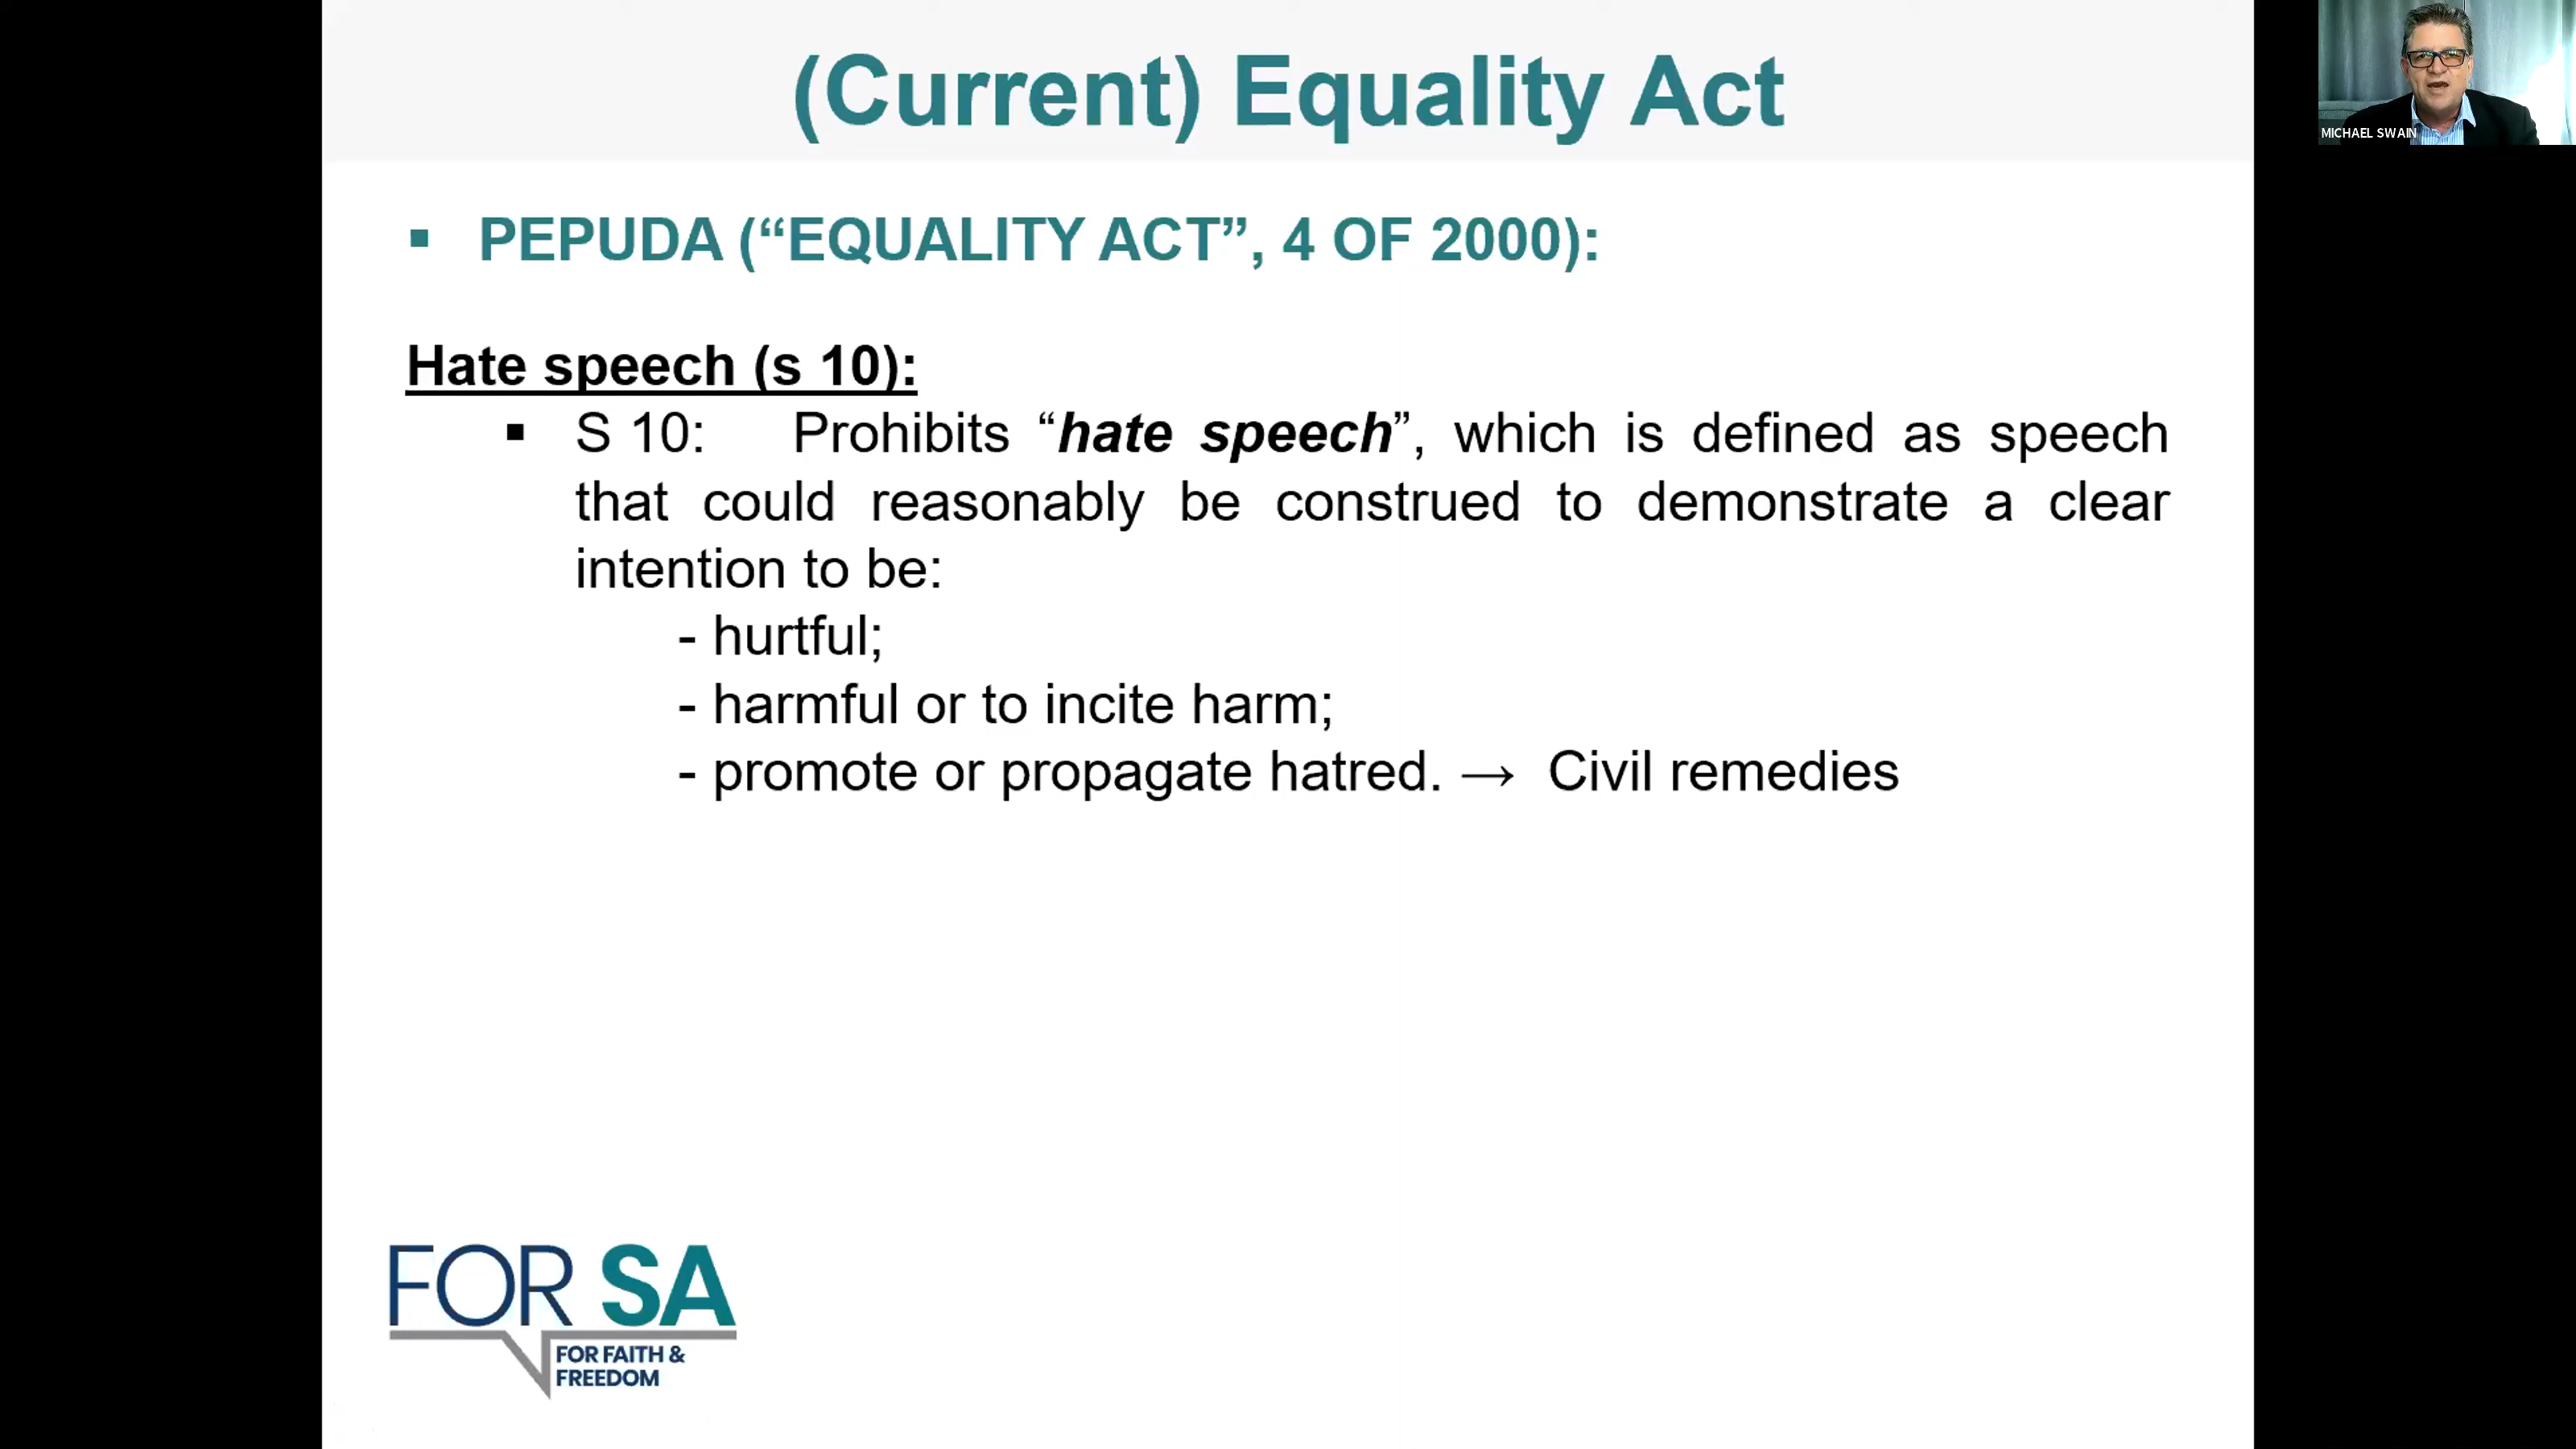 (Current) Equality Act
MICHAEL SWAIN
▪ PEPUDA (“EQUALITY ACT”, 4 OF 2000):
Hate speech (s 10):
▪ S 10: Prohibits “hate speech”, which is defined as speech
that could reasonably be construed to demonstrate a clear
intention to be:
- hurtful;
- harmful or to incite harm;
- promote or propagate hatred. → Civil remedies
FOR SA
FOR FAITH &
FREEDOM